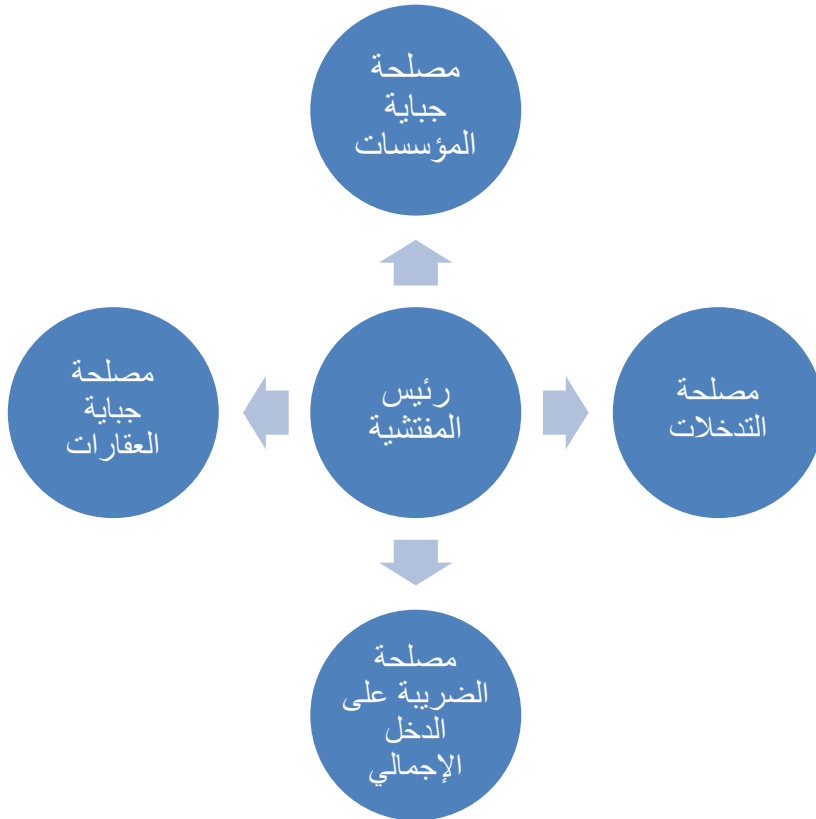 مصلحة
جباية
المؤسسات
مصلحة
التدخلات
رئيس
المفتشية
مصلحة
جباية
العقارات
مصلحة
الضريبة على
الدخل
الإجمالي